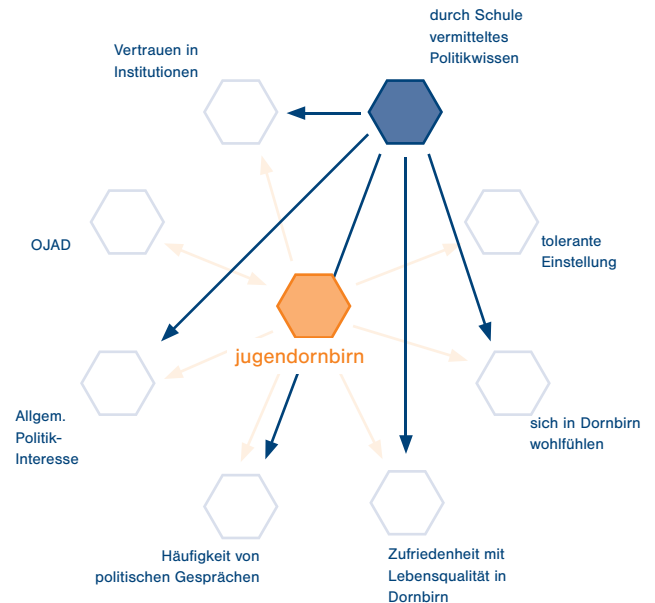 durch Schule
vermitteltes
Politikwissen
Vertrauen in
Institutionen
OJAD
tolerante
Einstellung
jugendornbirn
Allgem.
Politik-
Interesse
sich in Dornbirn
wohlfühlen
Häufigkeit von
politischen Gesprächen
Zufriedenheit mit
Lebensqualität in
Dornbirn